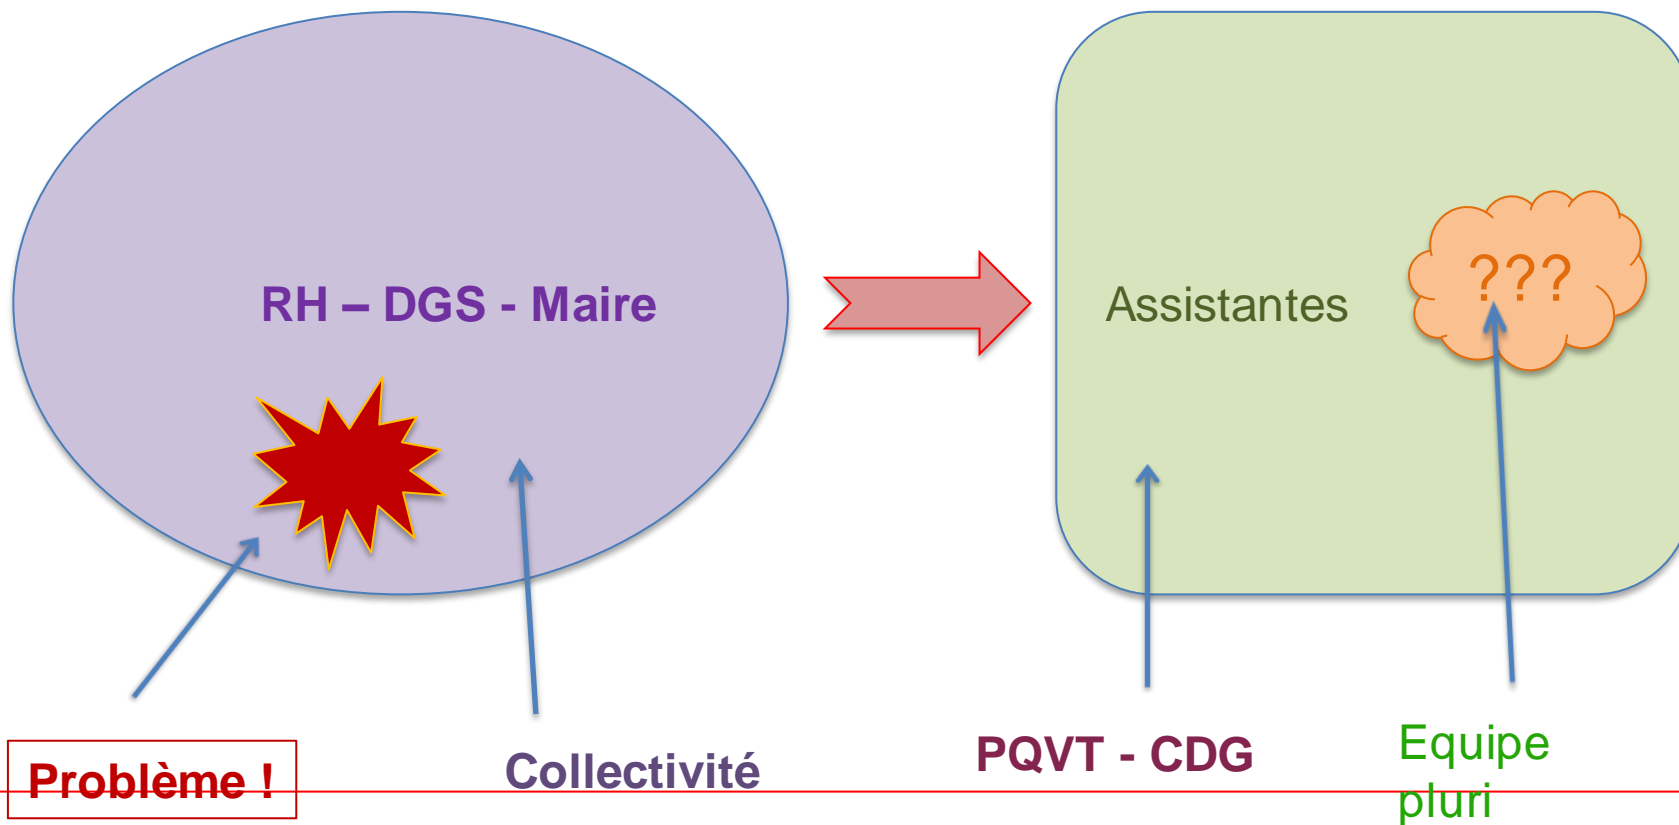 RH – DGS - Maire
Assistantes
???
Problème !
Collectivité
PQVT - CDG
Equipe
pluri